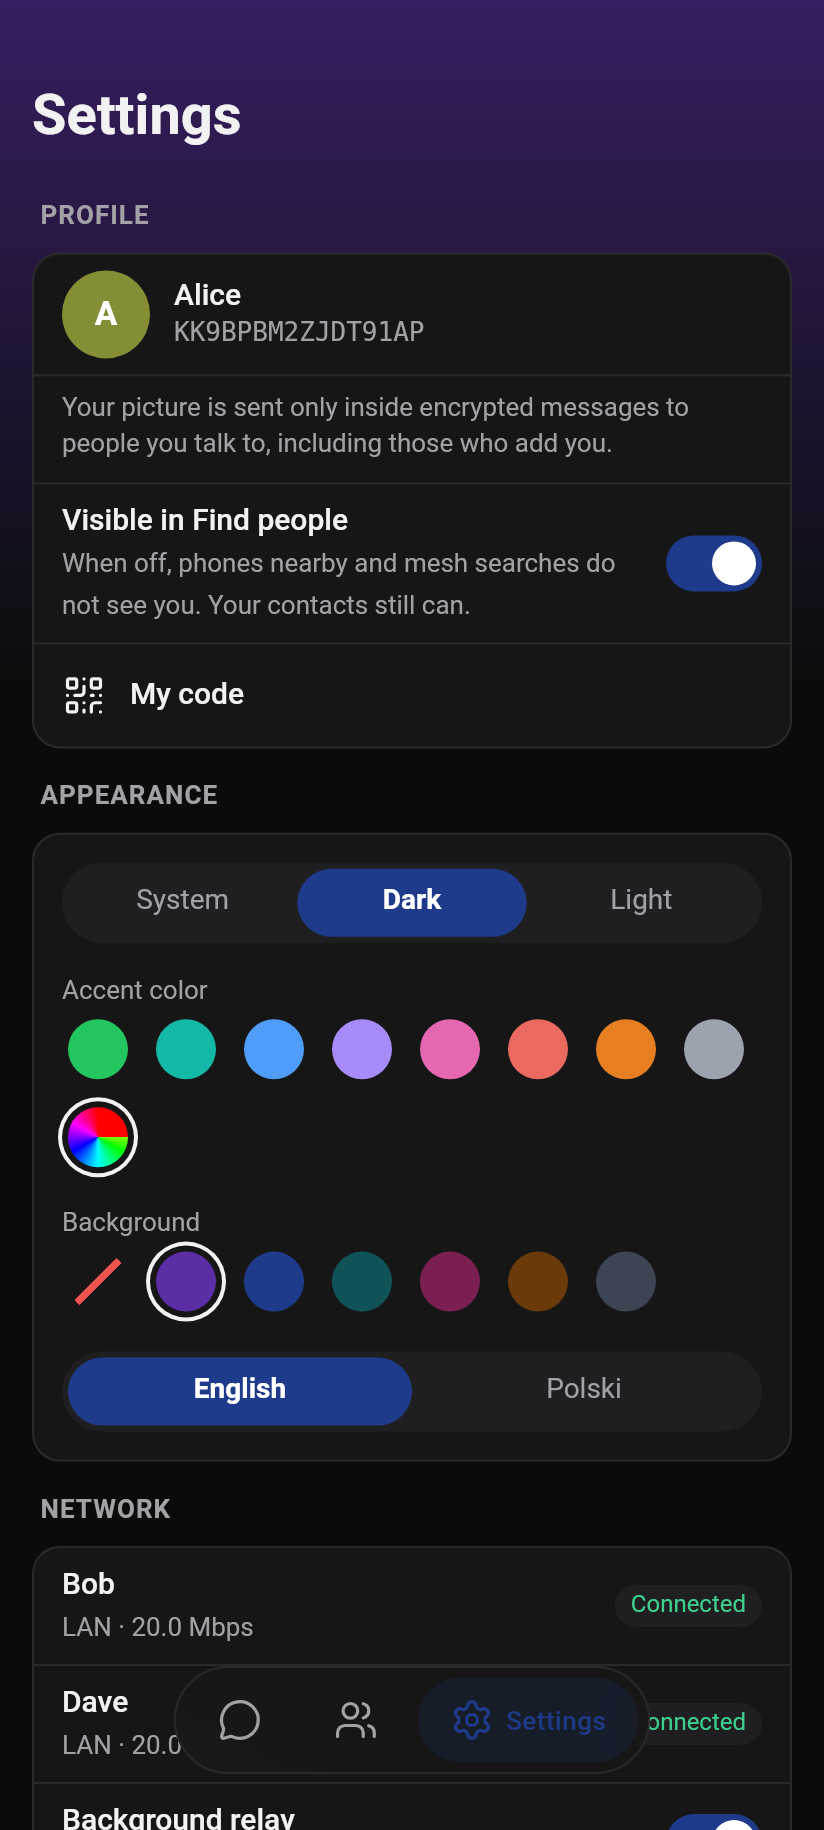 Settings
PROFILE
A
Alice
KK9BPBM2ZJDT91AP
Your picture is sent only inside encrypted messages to
people you talk to, including those who add you.
Visible in Find people
When off, phones nearby and mesh searches do
not see you. Your contacts still can.
My code
APPEARANCE
System Dark Light
Accent color
Background
English Polski
NETWORK
Bob
Connected
LAN · 20.0 Mbps
Dave
onnected
LAN · 20.0
Settings
Background relay